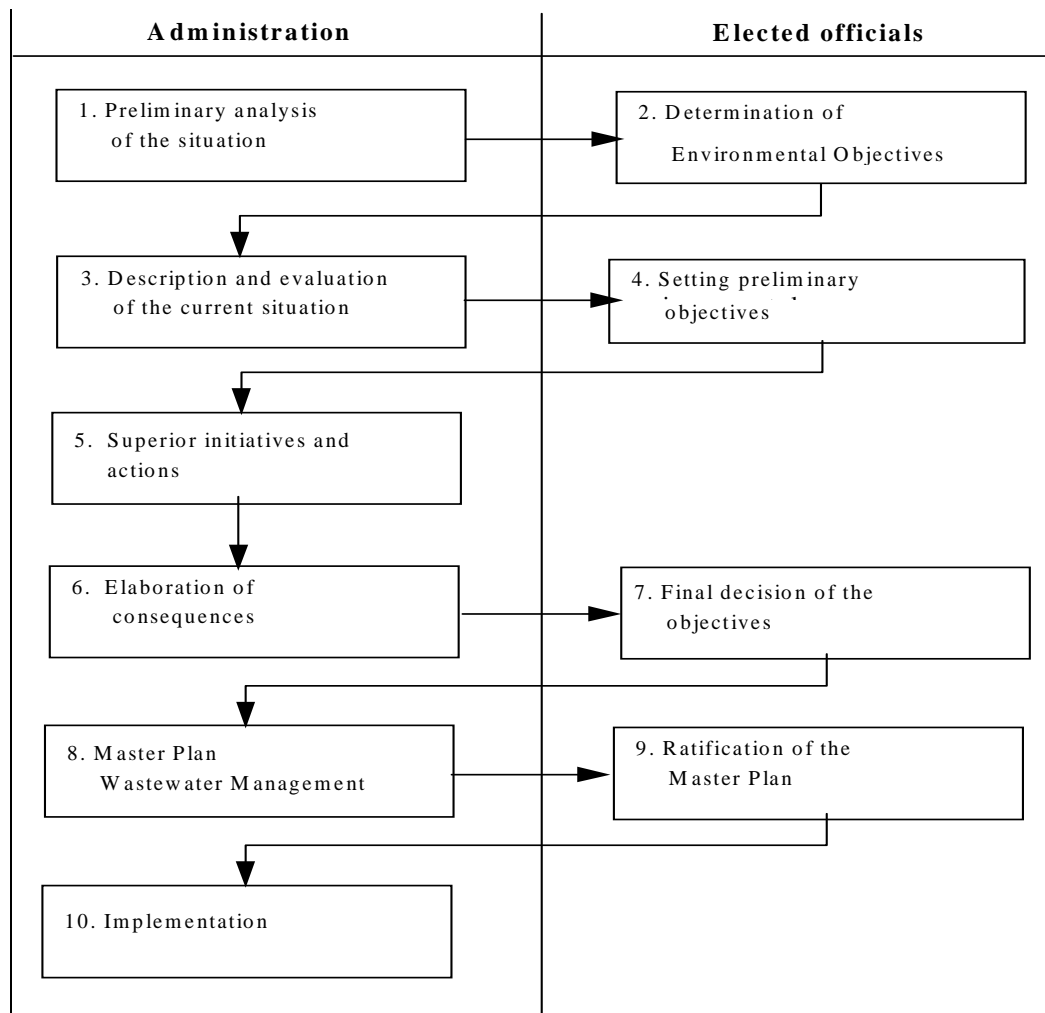 Administration
Elected officials
1. Preliminary analysis
of the situation
2. Determination of
Environmental Objectives
3. Description and evaluation
of the current situation
4. Setting preliminary
objectives
5. Superior initiatives and
actions
6. Elaboration of
consequences
7. Final decision of the
objectives
8. Master Plan
Wastewater Management
9. Ratification of the
Master Plan
10. Implementation